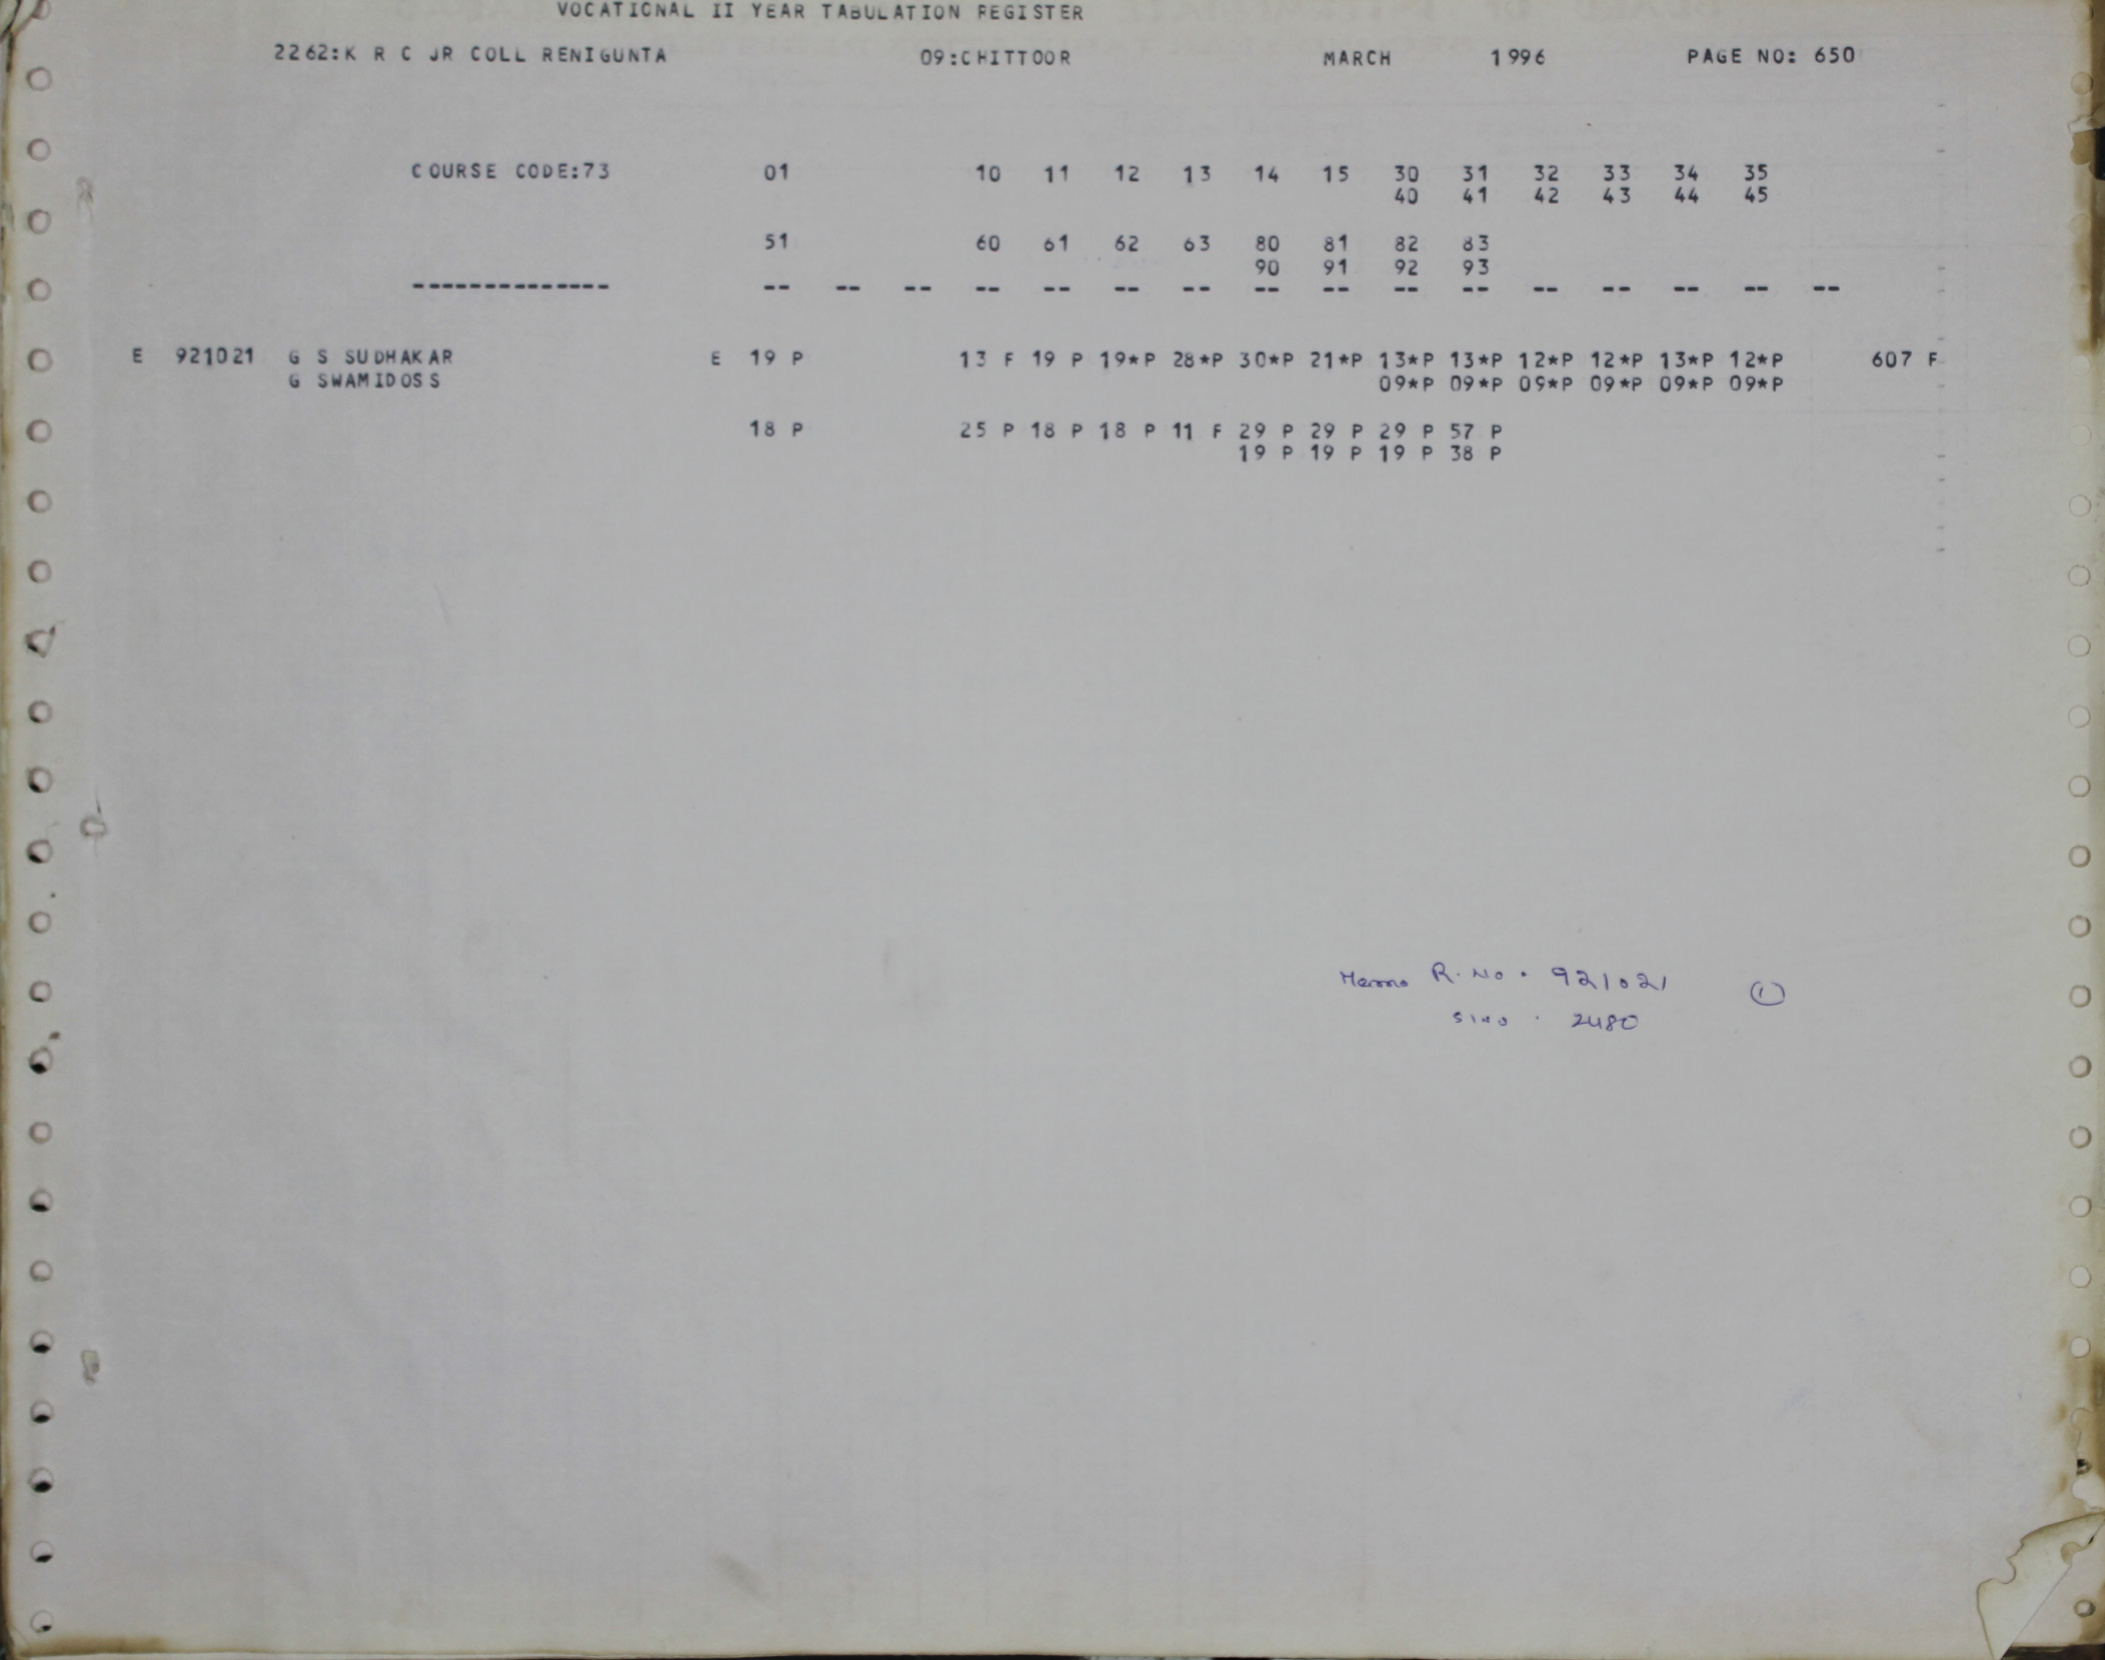 VOCATIONAL II YEAR TABULATION REGISTER
2262:K R C JR COLL RENIGUNTA 09:CHITTOOR MARCH 1996 PAGE NO: 650
COURSE CODE:73 01 10 11 12 13 14 15 30 31 32 33 34 35
40 41 42 43 44 45
51 60 61 62 63 80 81 82 83
90 91 92 93
-------------- -- -- -- -- -- -- -- -- -- -- -- -- -- -- -- --
E 921021 G S SUDHAKAR E 19 P 13 F 19 P 19*P 28*P 30*P 21*P 13*P 13*P 12*P 12*P 13*P 12*P 607 F
G SWAMIDOSS 09*P 09*P 09*P 09*P 09*P 09*P
18 P 25 P 18 P 18 P 11 F 29 P 29 P 29 P 57 P
19 P 19 P 19 P 38 P
Memo R. No. 921021 1
Slno. 2480